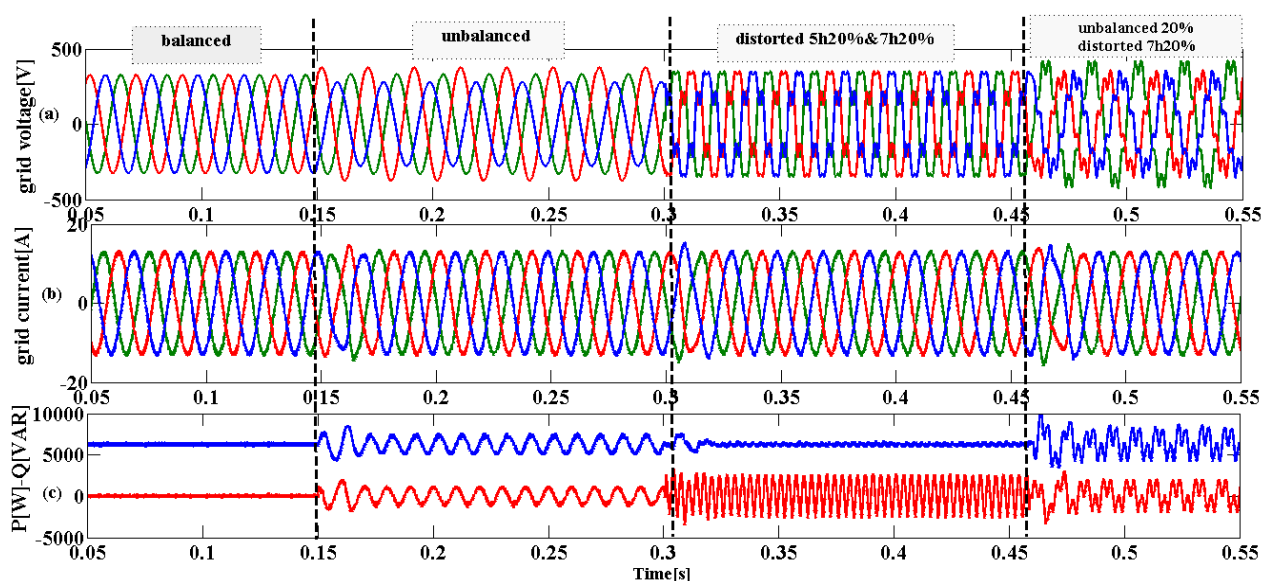 balanced
unbalanced
distorted 5h20%&7h20%
unbalanced 20%
distorted 7h20%
grid voltage[V]
(a)
500
0
-500
0.05 0.1 0.15 0.2 0.25 0.3 0.35 0.4 0.45 0.5 0.55
grid current[A]
(b)
20
0
-20
0.05 0.1 0.15 0.2 0.25 0.3 0.35 0.4 0.45 0.5 0.55
P[W]-Q[VAR]
(c)
10000
5000
0
-5000
0.05 0.1 0.15 0.2 0.25 0.3 0.35 0.4 0.45 0.5 0.55
Time[s]